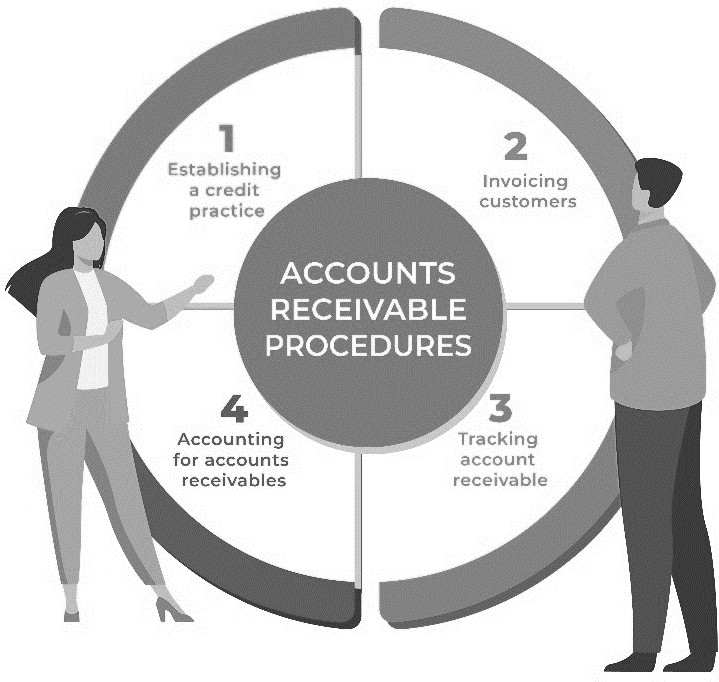 1
Establishing
a credit
practice
2
Invoicing
customers
ACCOUNTS
RECEIVABLE
PROCEDURES
3
Tracking
account
receivable
4
Accounting
for accounts
receivables